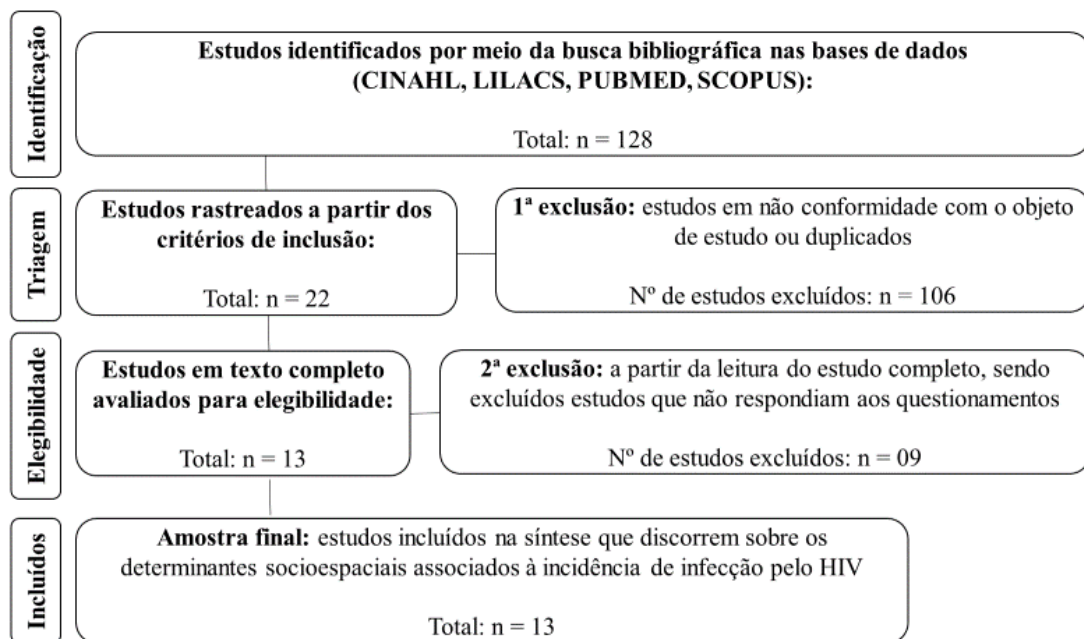 Identificação
Estudos identificados por meio da busca bibliográfica nas bases de dados
(CINAHL, LILACS, PUBMED, SCOPUS):
Total: n = 128
Triagem
Estudos rastreados a partir dos
critérios de inclusão:
Total: n = 22
1ª exclusão: estudos em não conformidade com o objeto
de estudo ou duplicados
Nº de estudos excluídos: n = 106
Elegibilidade
Estudos em texto completo
avaliados para elegibilidade:
Total: n = 13
2ª exclusão: a partir da leitura do estudo completo, sendo
excluídos estudos que não respondiam aos questionamentos
Nº de estudos excluídos: n = 09
Incluídos
Amostra final: estudos incluídos na síntese que discorrem sobre os
determinantes socioespaciais associados à incidência de infecção pelo HIV
Total: n = 13